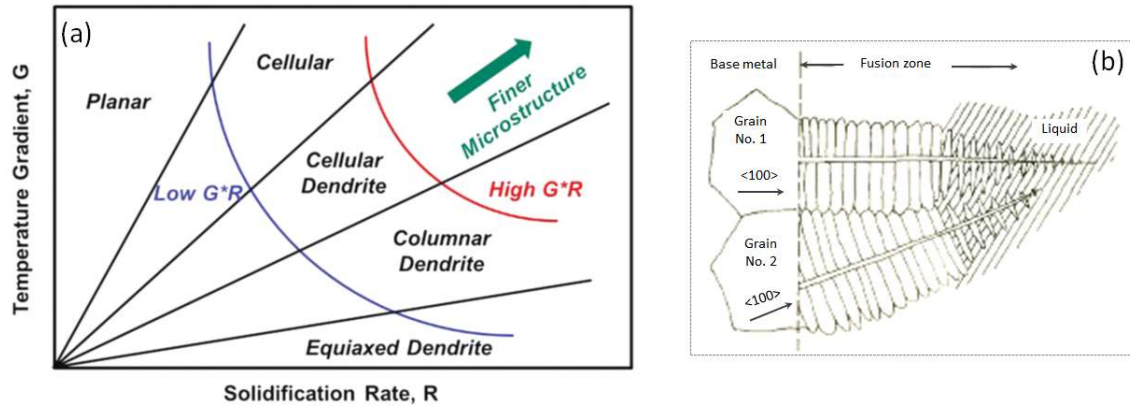 (a)
Temperature Gradient, G
Planar
Cellular
Finer
Microstructure
Low G*R
Cellular
Dendrite
High G*R
Columnar
Dendrite
Equiaxed Dendrite
Solidification Rate, R
(b)
Base metal
Fusion zone
Grain
No. 1
Liquid
<100>
Grain
No. 2
<100>